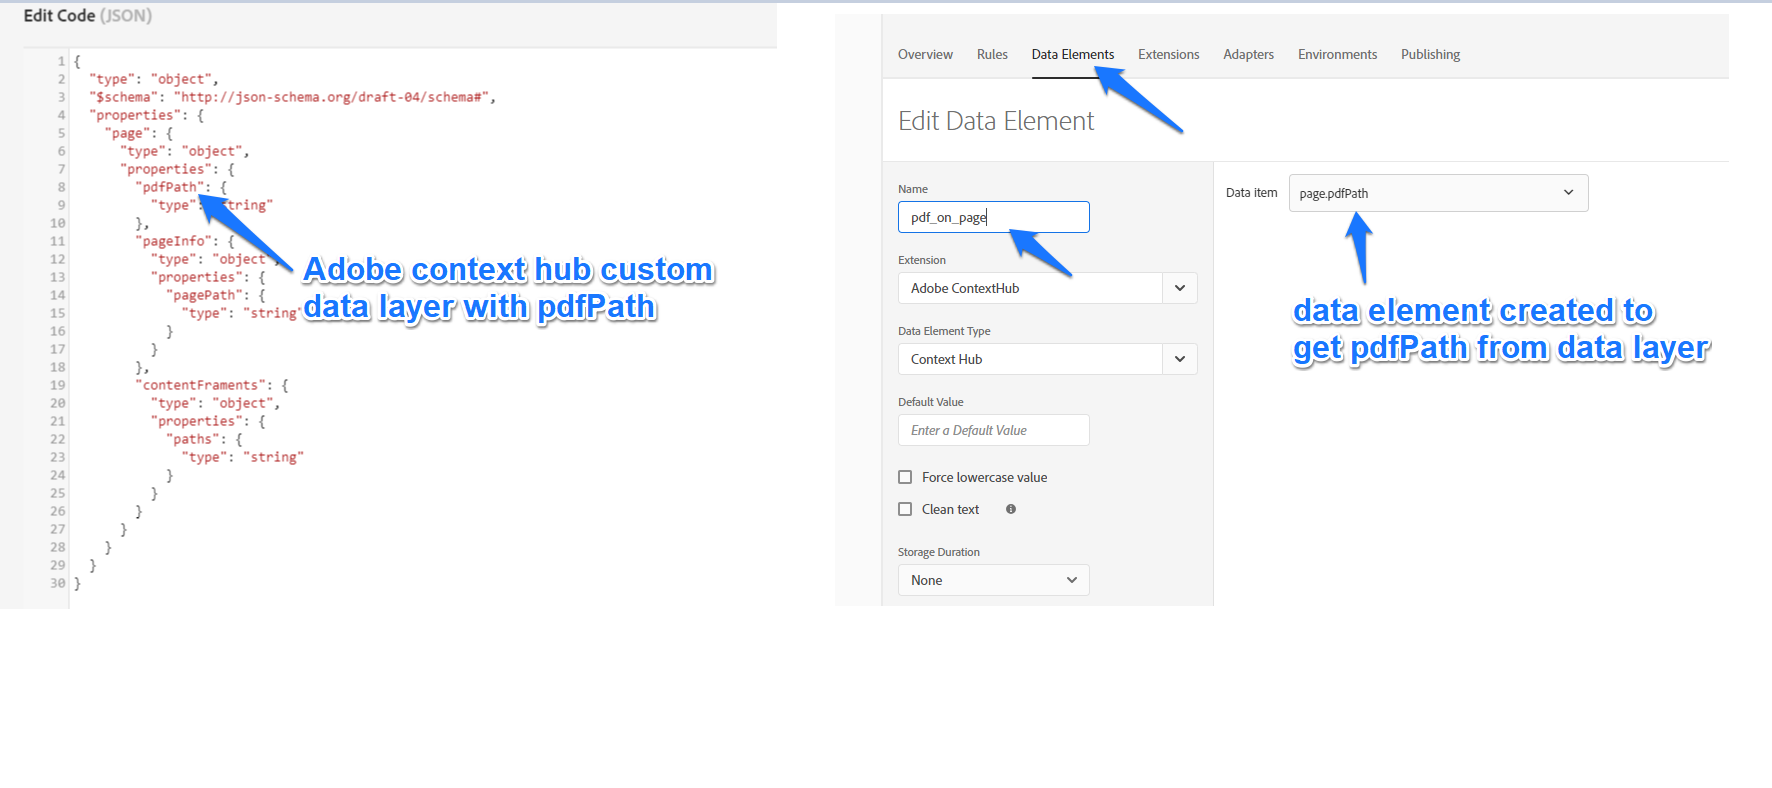 Edit Code (JSON)
1 {
2 "type": "object",
3 "$schema": "http://json-schema.org/draft-04/schema#",
4 "properties": {
5 "page": {
6 "type": "object",
7 "properties": {
8 "pdfPath": {
9 "type": "string"
10 },
11 "pageInfo": {
12 "type": "object",
13 "properties": {
14 "pagePath": {
15 "type": "string"
16 }
17 }
18 },
19 "contentFraments": {
20 "type": "object",
21 "properties": {
22 "paths": {
23 "type": "string"
24 }
25 }
26 }
27 }
28 }
29 }
30 }
Adobe context hub custom
data layer with pdfPath
Overview Rules Data Elements Extensions Adapters Environments Publishing
Edit Data Element
Name
pdf_on_page
Extension
Adobe ContextHub
Data Element Type
Context Hub
Default Value
Enter a Default Value
Force lowercase value
Clean text
Storage Duration
None
Data item page.pdfPath
data element created to
get pdfPath from data layer